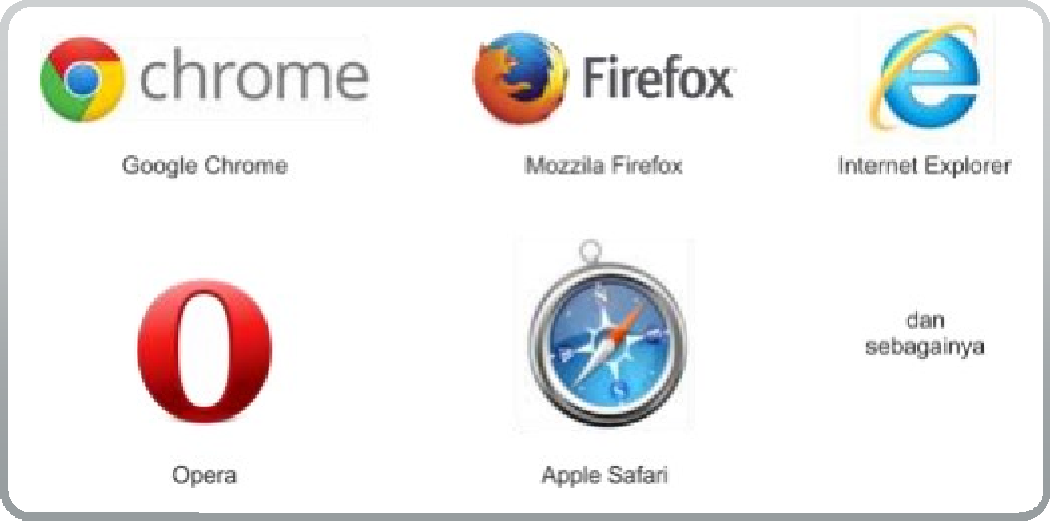 chrome
Firefox
Google Chrome
Mozzila Firefox
Internet Explorer
dan
sebagainya
Opera
Apple Safari